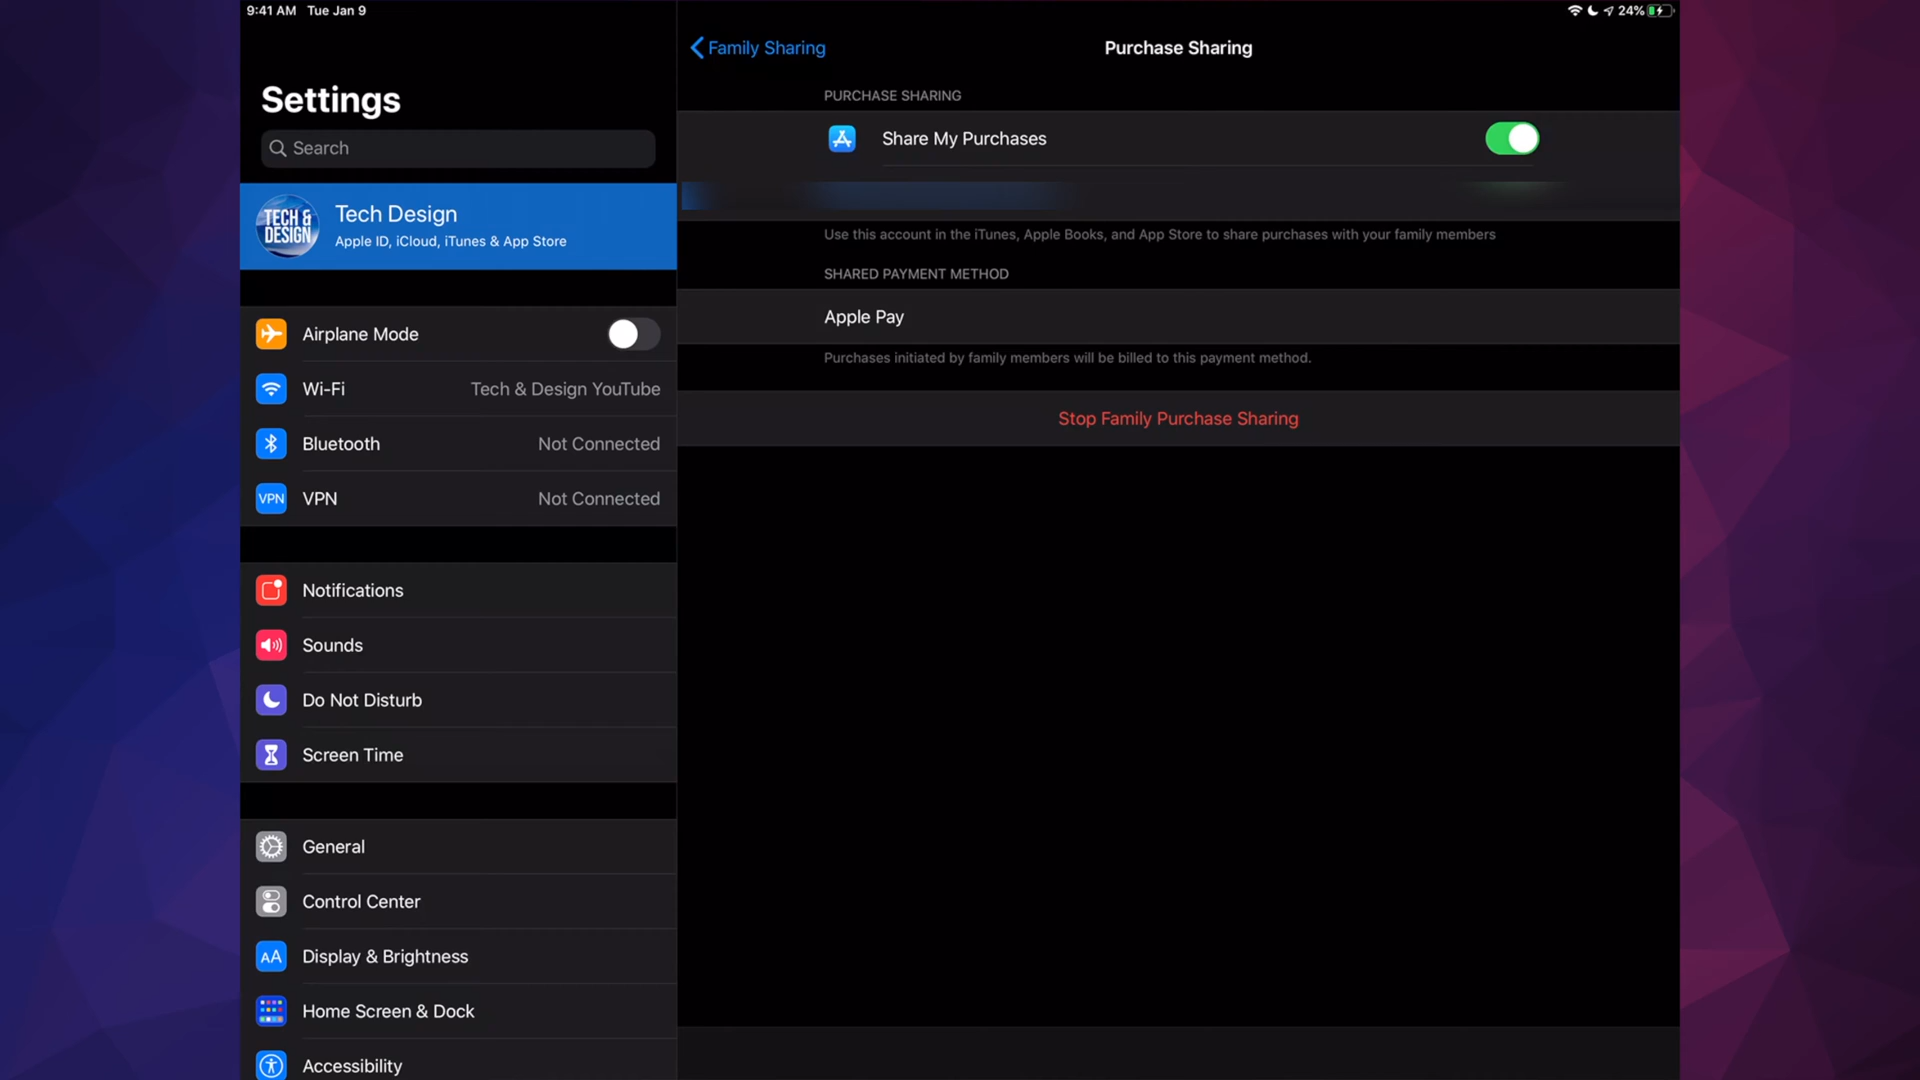 9:41 AM Tue Jan 9
24%
Settings
Search
TECH &
DESIGN
Tech Design
Apple ID, iCloud, iTunes & App Store
Airplane Mode
Wi-Fi Tech & Design YouTube
Bluetooth Not Connected
VPN VPN Not Connected
Notifications
Sounds
Do Not Disturb
Screen Time
General
Control Center
AA Display & Brightness
Home Screen & Dock
Accessibility
Family Sharing
Purchase Sharing
PURCHASE SHARING
Share My Purchases
Use this account in the iTunes, Apple Books, and App Store to share purchases with your family members
SHARED PAYMENT METHOD
Apple Pay
Purchases initiated by family members will be billed to this payment method.
Stop Family Purchase Sharing